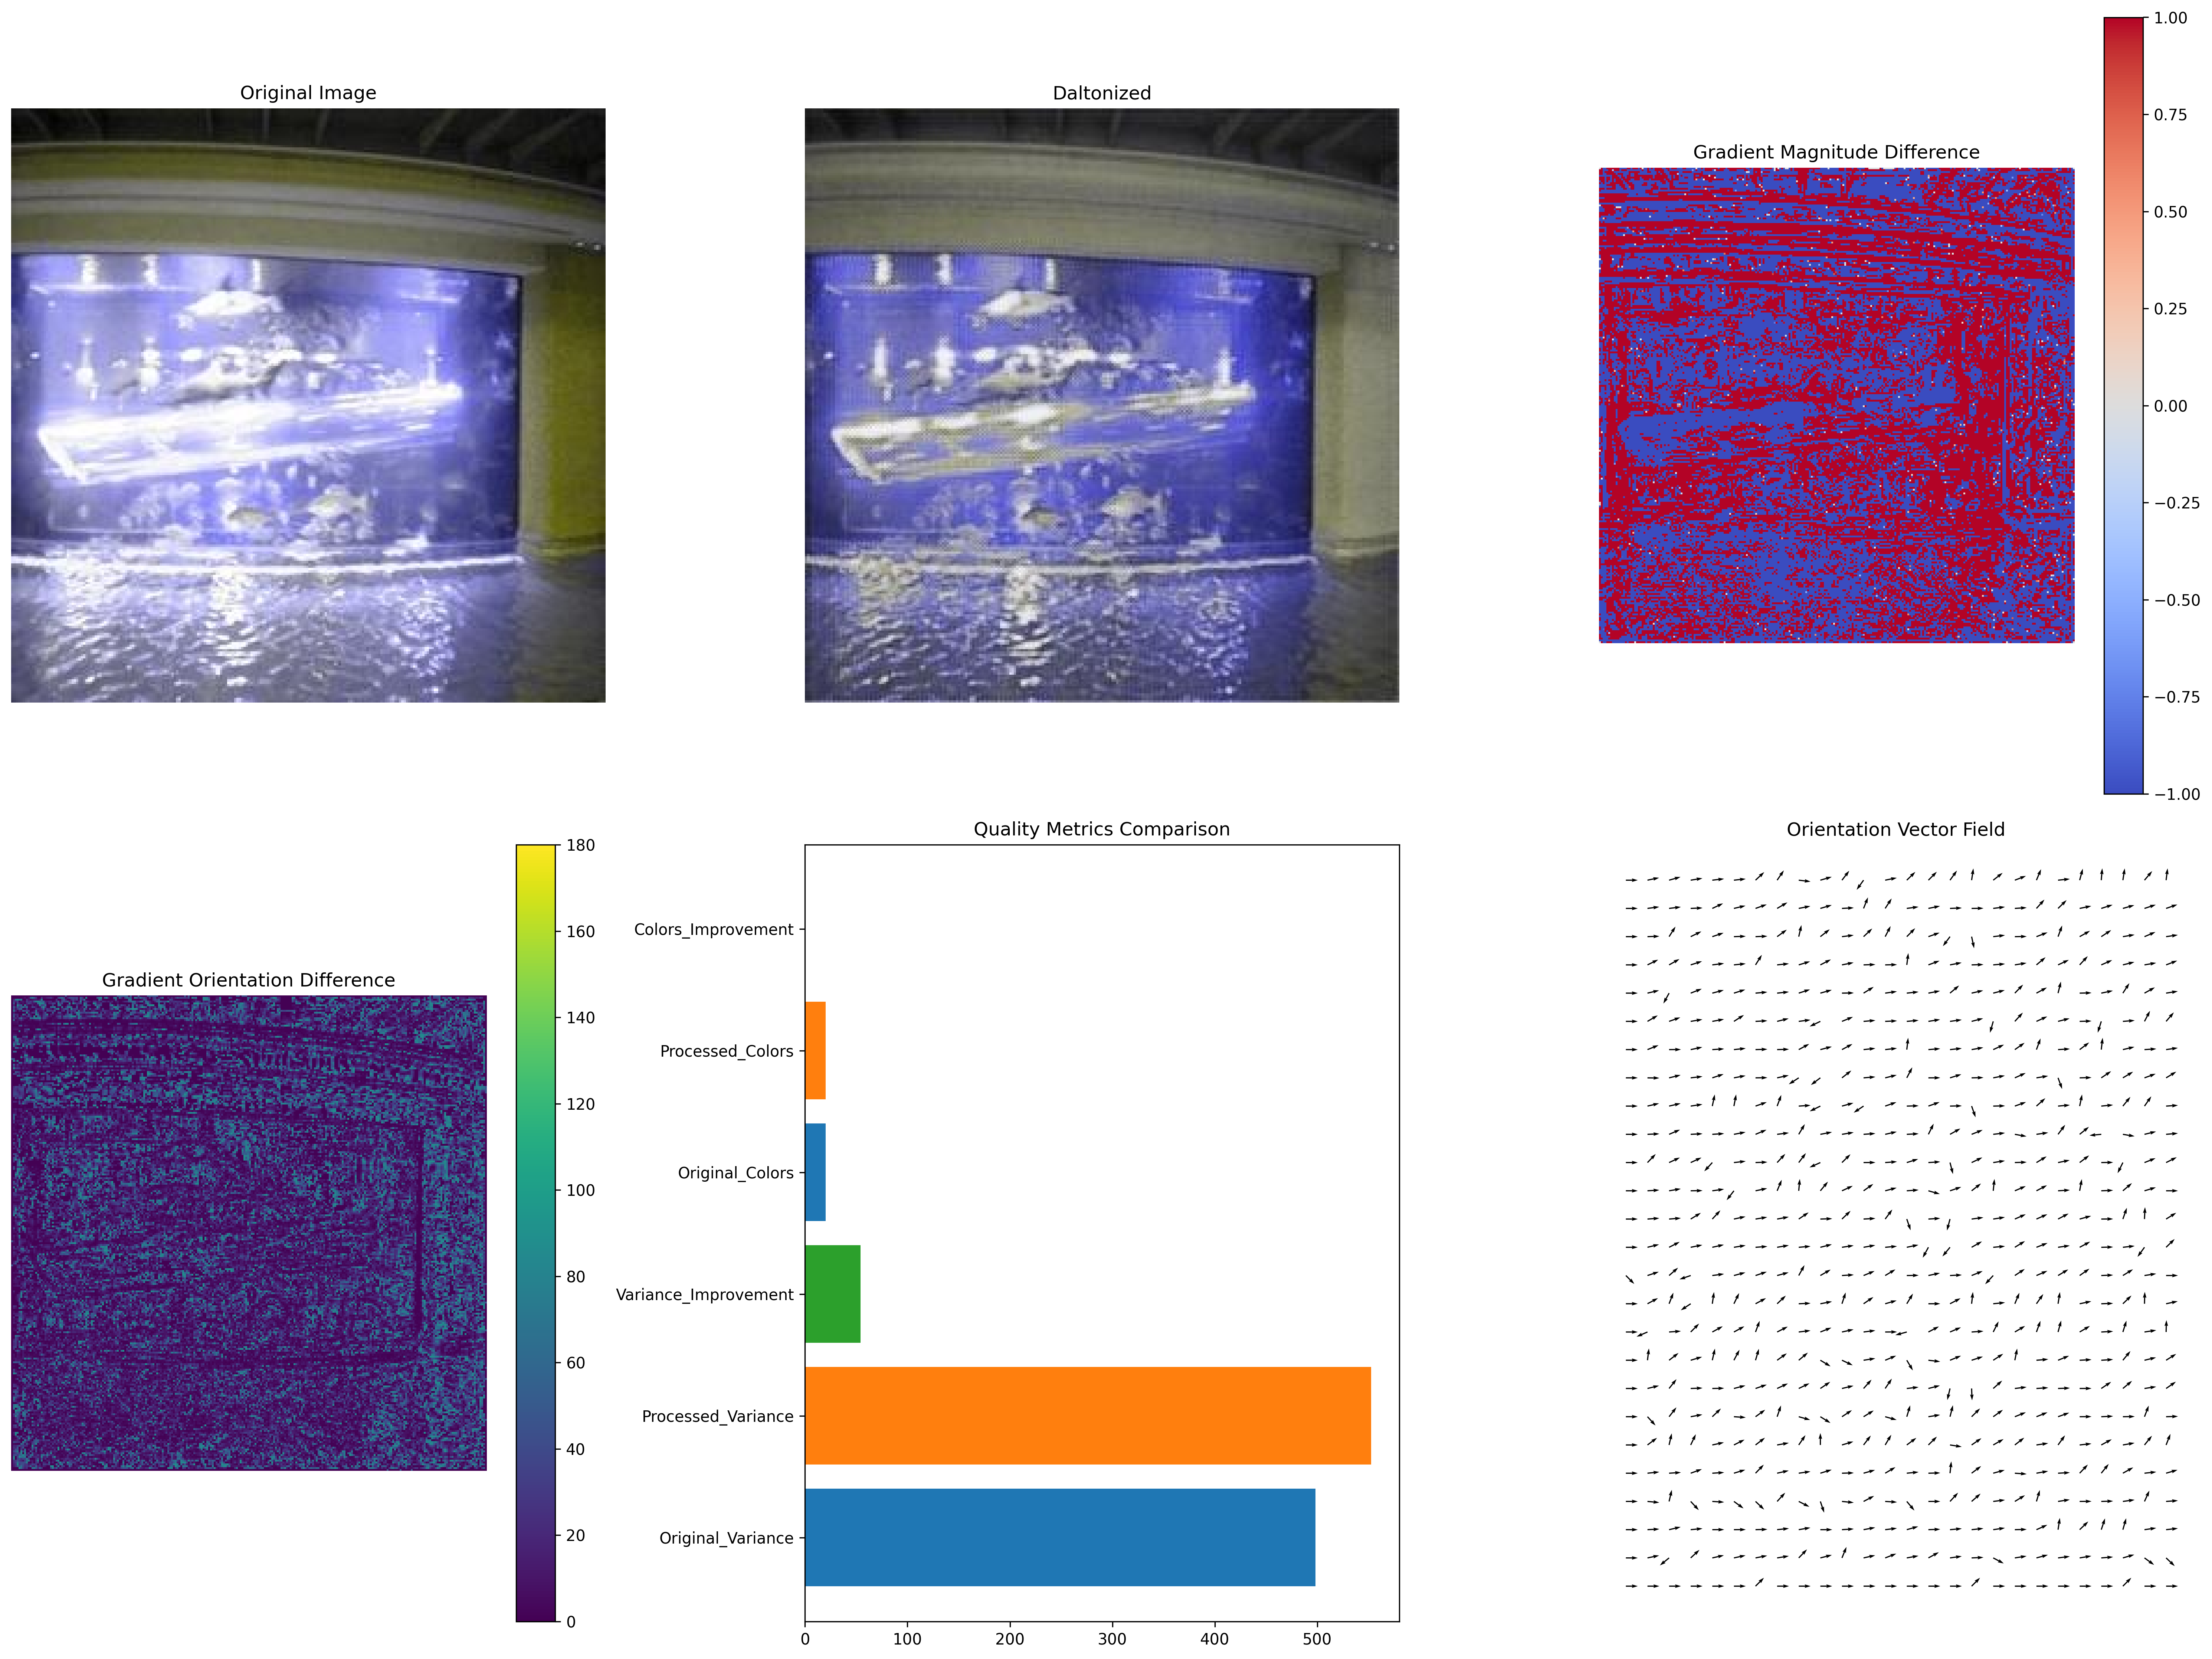 Original Image
Daltonized
Gradient Magnitude Difference
1.00
0.75
0.50
0.25
0.00
−0.25
−0.50
−0.75
−1.00
Gradient Orientation Difference
180
160
140
120
100
80
60
40
20
0
Quality Metrics Comparison
Colors_Improvement
Processed_Colors
Original_Colors
Variance_Improvement
Processed_Variance
Original_Variance
0 100 200 300 400 500
Orientation Vector Field